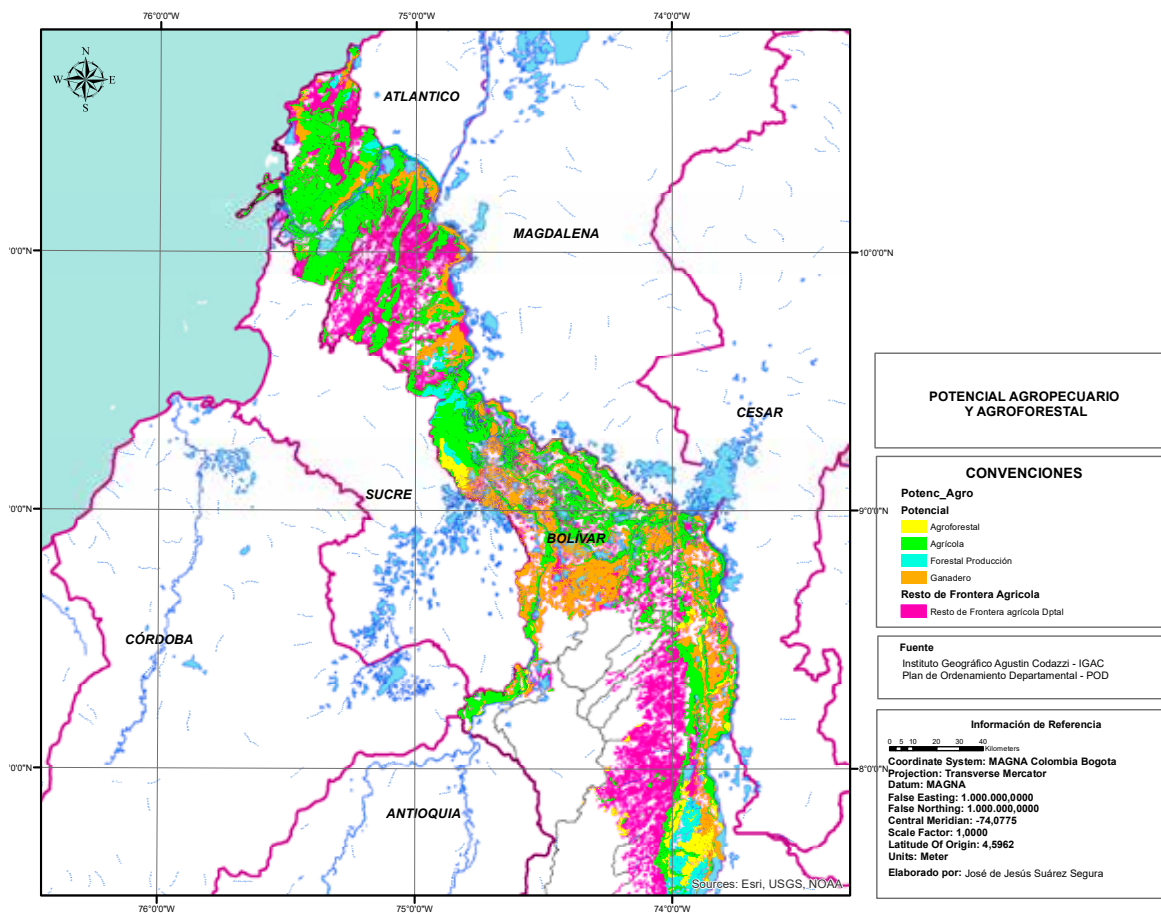 76°0'0"W 75°0'0"W 74°0'0"W
N
W E
S
ATLANTICO
MAGDALENA
CESAR
SUCRE
BOLÍVAR
CÓRDOBA
ANTIOQUIA
0'0"N
10°0'0"N
0'0"N
9°0'0"N
0'0"N
8°0'0"N
Sources: Esri, USGS, NOAA
76°0'0"W 75°0'0"W 74°0'0"W
POTENCIAL AGROPECUARIO
Y AGROFORESTAL
CONVENCIONES
Potenc_Agro
Potencial
Agroforestal
Agrícola
Forestal Producción
Ganadero
Resto de Frontera Agrícola
Resto de Frontera agrícola Dptal
Fuente
Instituto Geográfico Agustin Codazzi - IGAC
Plan de Ordenamiento Departamental - POD
Información de Referencia
0 5 10 20 30 40
Kilometers
Coordinate System: MAGNA Colombia Bogota
Projection: Transverse Mercator
Datum: MAGNA
False Easting: 1.000.000,0000
False Northing: 1.000.000,0000
Central Meridian: -74,0775
Scale Factor: 1,0000
Latitude Of Origin: 4,5962
Units: Meter
Elaborado por: José de Jesús Suárez Segura